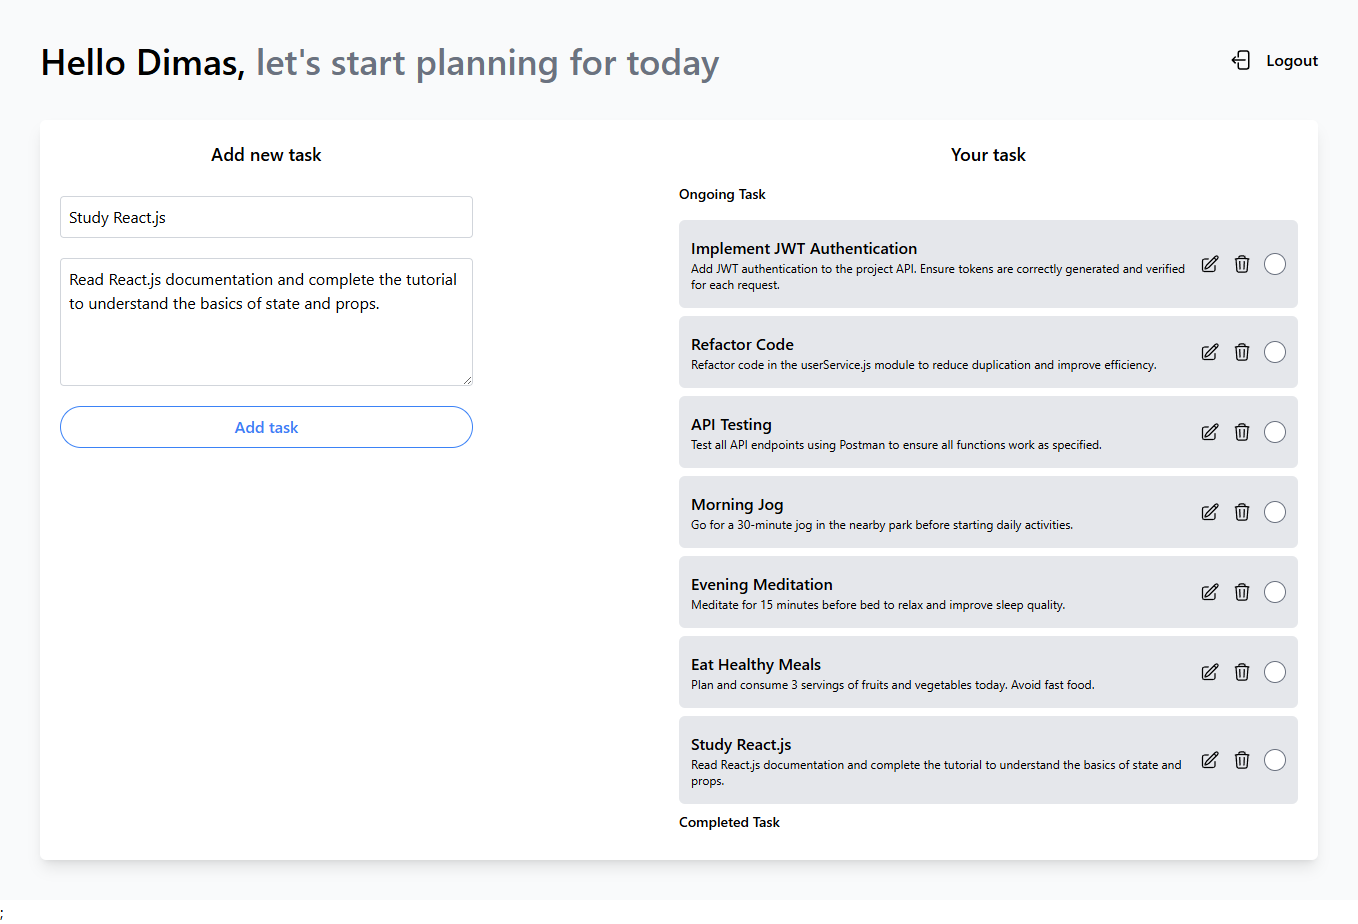 Hello Dimas, let's start planning for today
Logout
Add new task
Study React.js
Read React.js documentation and complete the tutorial
to understand the basics of state and props.
Add task
Your task
Ongoing Task
Implement JWT Authentication
Add JWT authentication to the project API. Ensure tokens are correctly generated and verified
for each request.
Refactor Code
Refactor code in the userService.js module to reduce duplication and improve efficiency.
API Testing
Test all API endpoints using Postman to ensure all functions work as specified.
Morning Jog
Go for a 30-minute jog in the nearby park before starting daily activities.
Evening Meditation
Meditate for 15 minutes before bed to relax and improve sleep quality.
Eat Healthy Meals
Plan and consume 3 servings of fruits and vegetables today. Avoid fast food.
Study React.js
Read React.js documentation and complete the tutorial to understand the basics of state and
props.
Completed Task
;